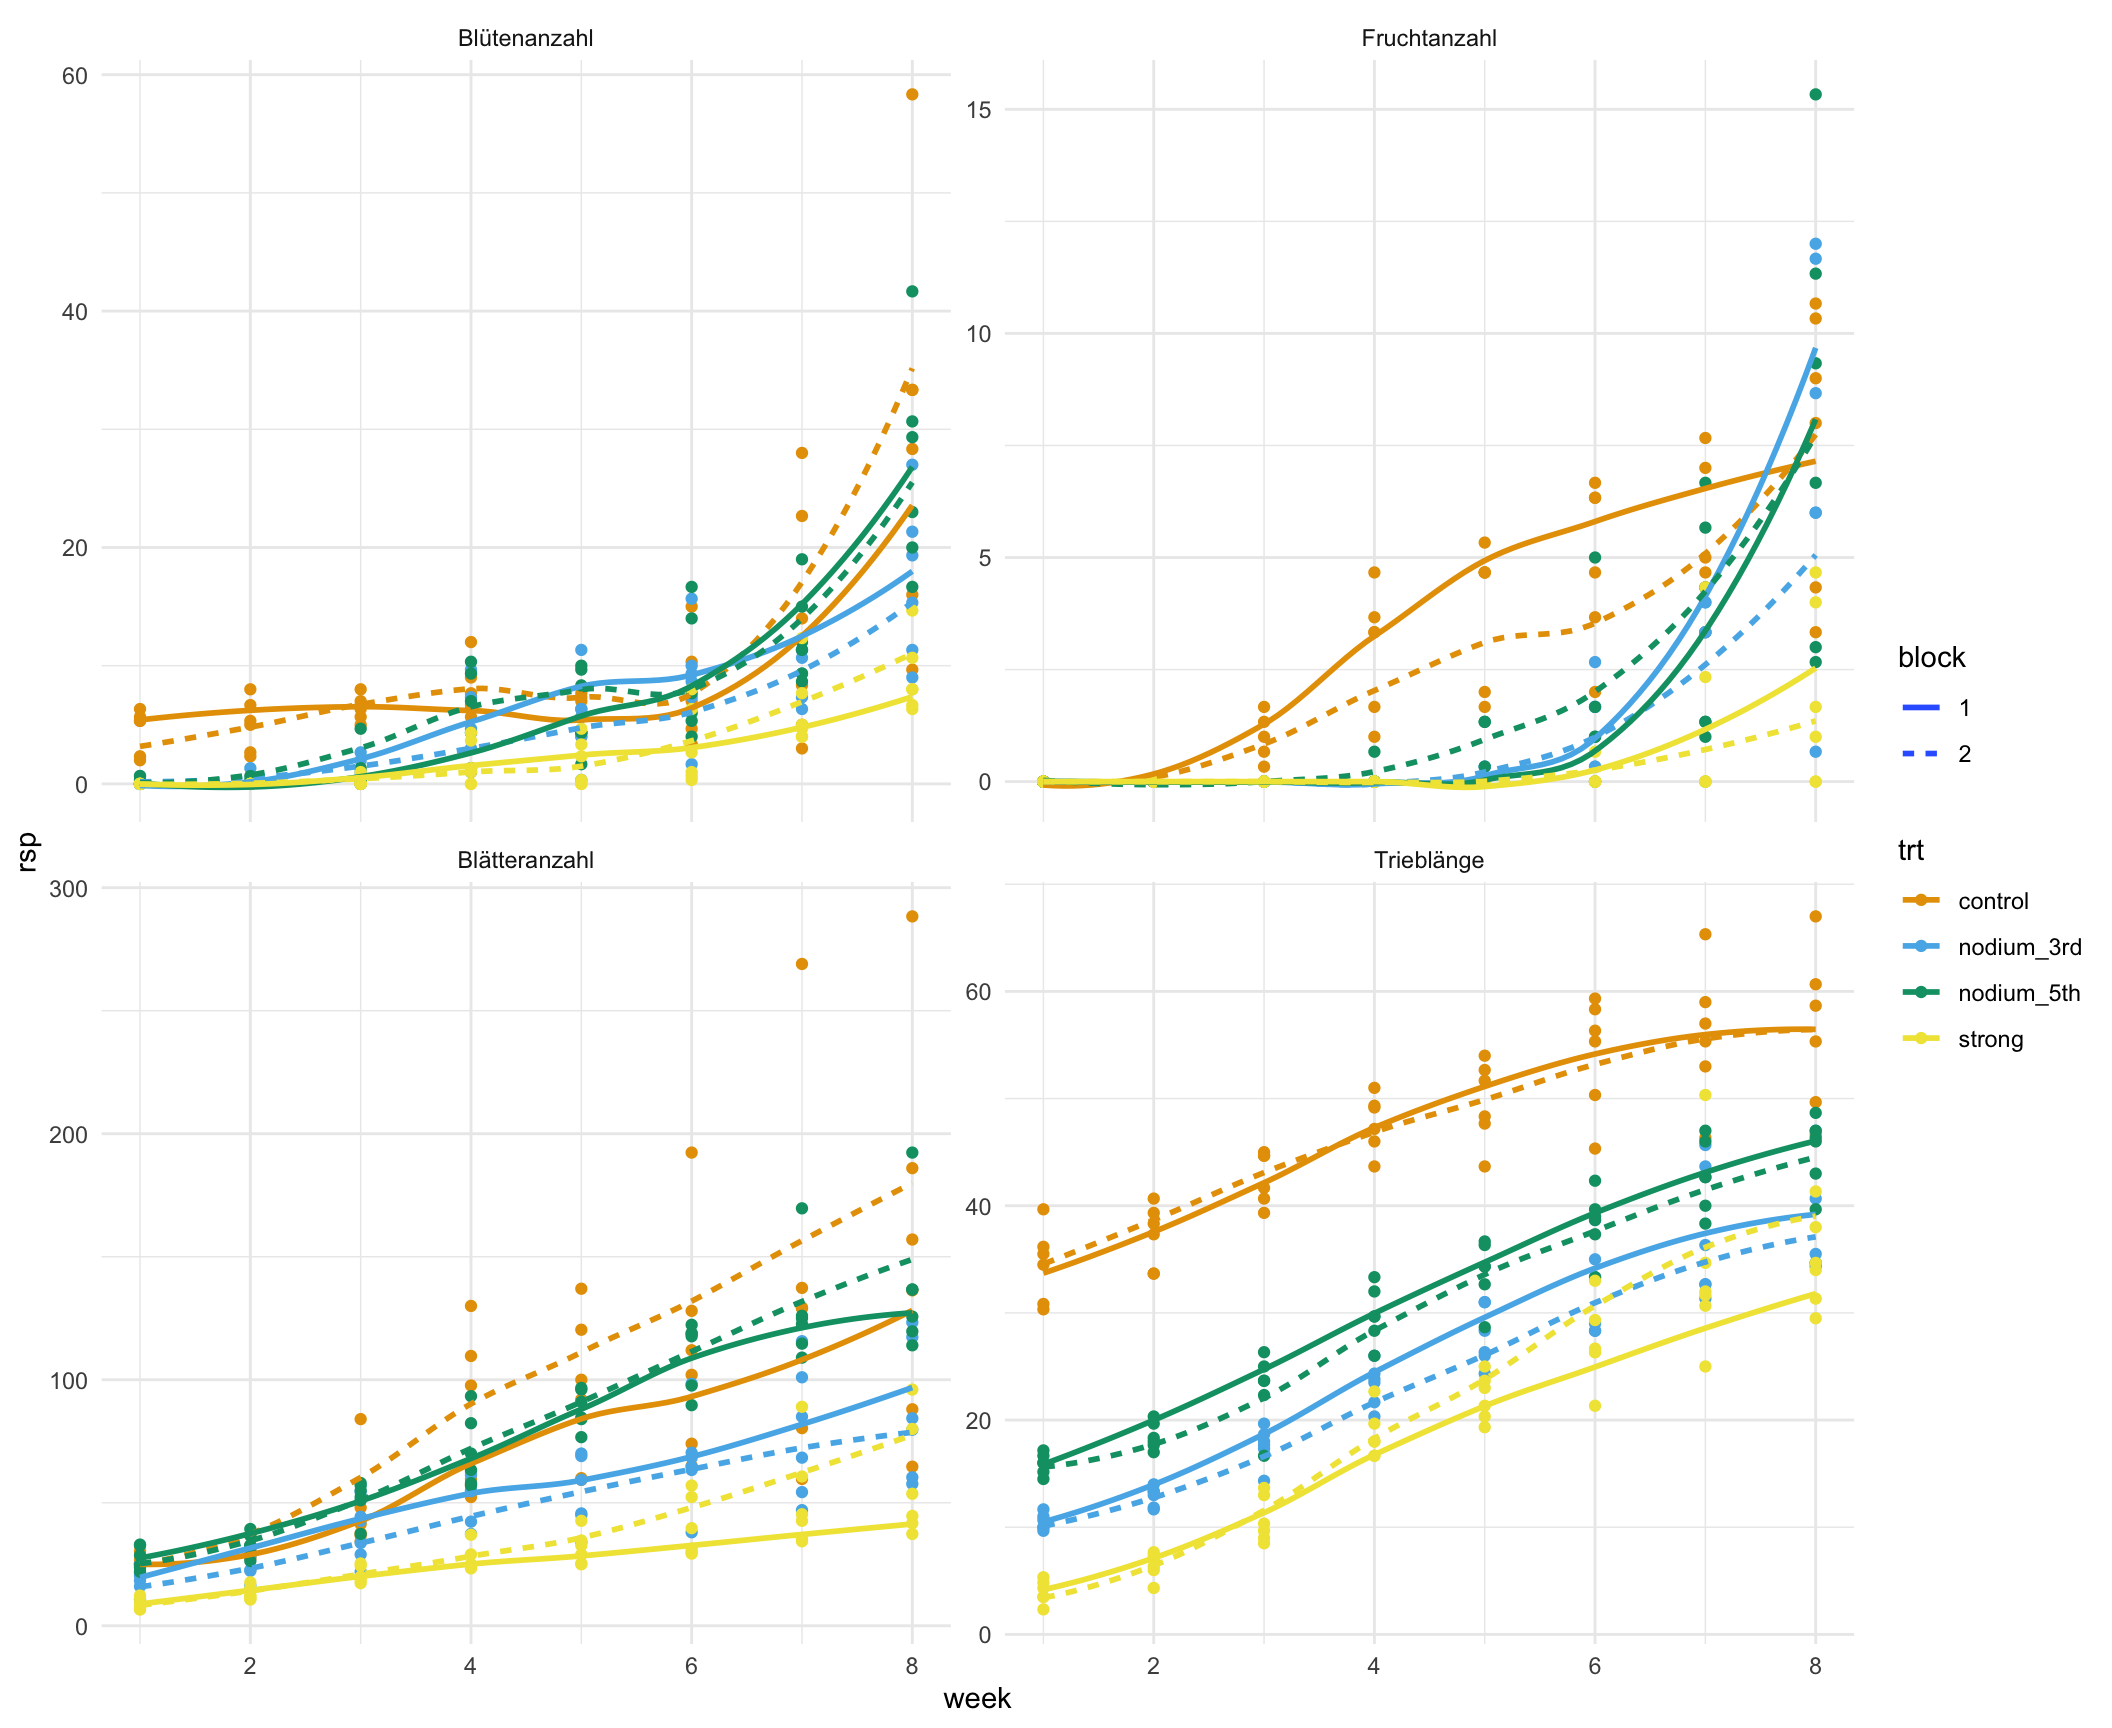 Blütenanzahl
Fruchtanzahl
60
40
20
0
15
10
5
0
rsp
Blätteranzahl
Trieblänge
300
200
100
0
60
40
20
0
2 4 6 8
2 4 6 8
week
block
1
2
trt
control
nodium_3rd
nodium_5th
strong